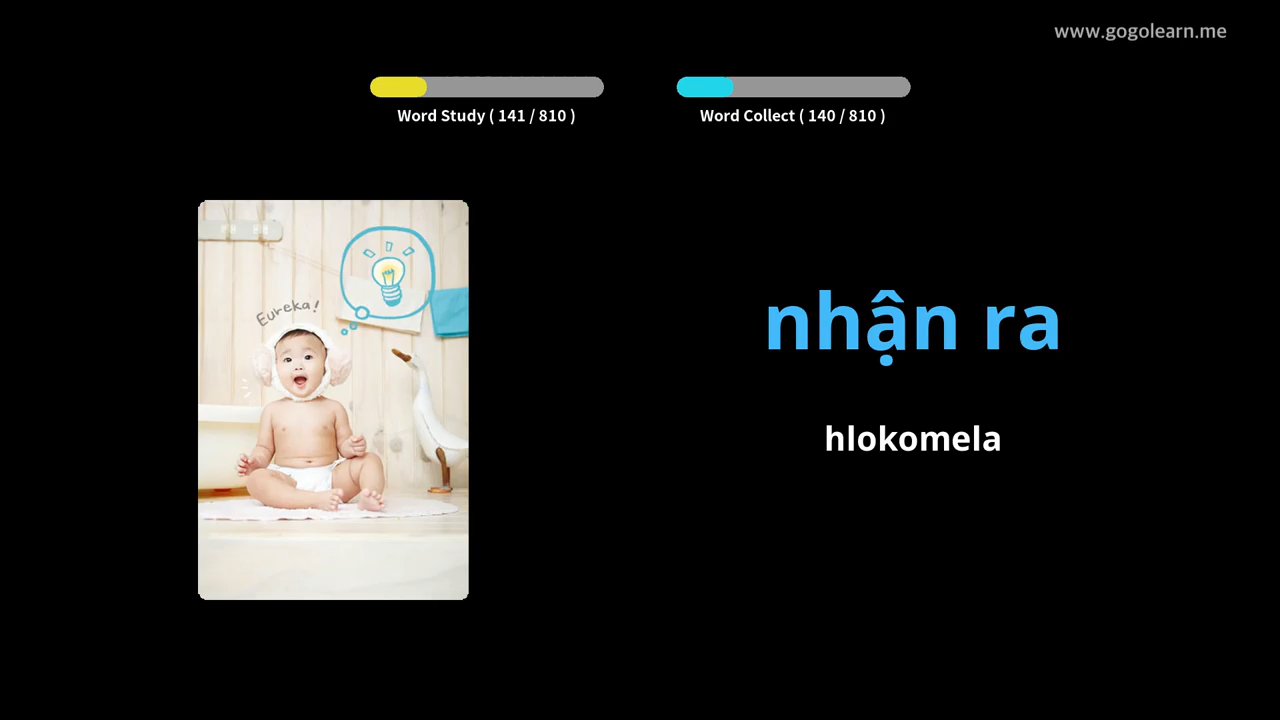 www.gogolearn.me
Word Study ( 141 / 810 )
Word Collect ( 140 / 810 )
Eureka!
nhận ra
hlokomela